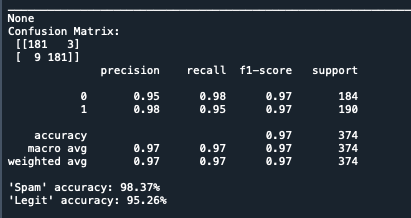 None
Confusion Matrix:
[[181   3]
 [  9 181]]
              precision    recall  f1-score   support

           0       0.95      0.98      0.97       184
           1       0.98      0.95      0.97       190

    accuracy                           0.97       374
   macro avg       0.97      0.97      0.97       374
weighted avg       0.97      0.97      0.97       374

'Spam' accuracy: 98.37%
'Legit' accuracy: 95.26%